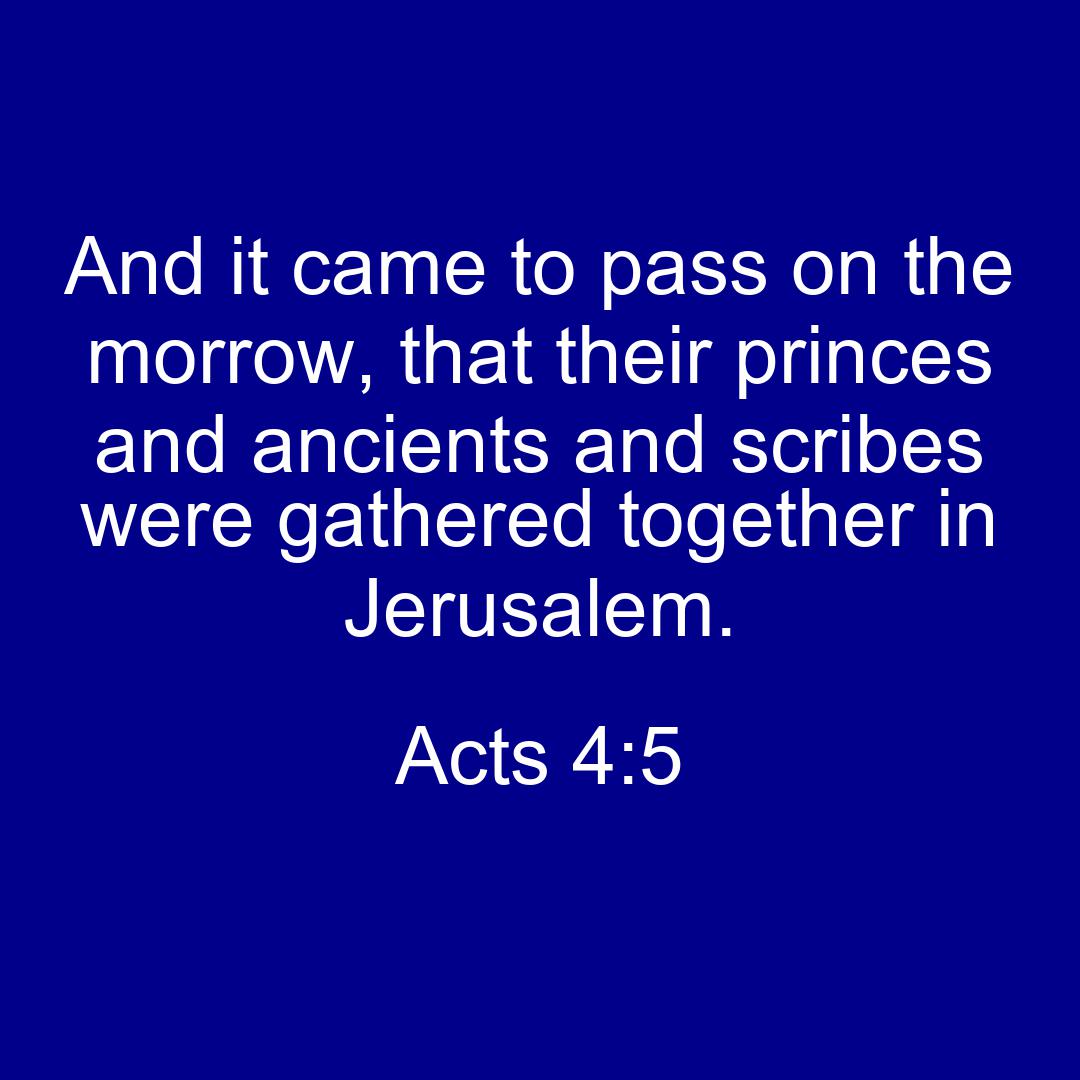 And it came to pass on the
morrow, that their princes
and ancients and scribes
were gathered together in
Jerusalem.
Acts 4:5